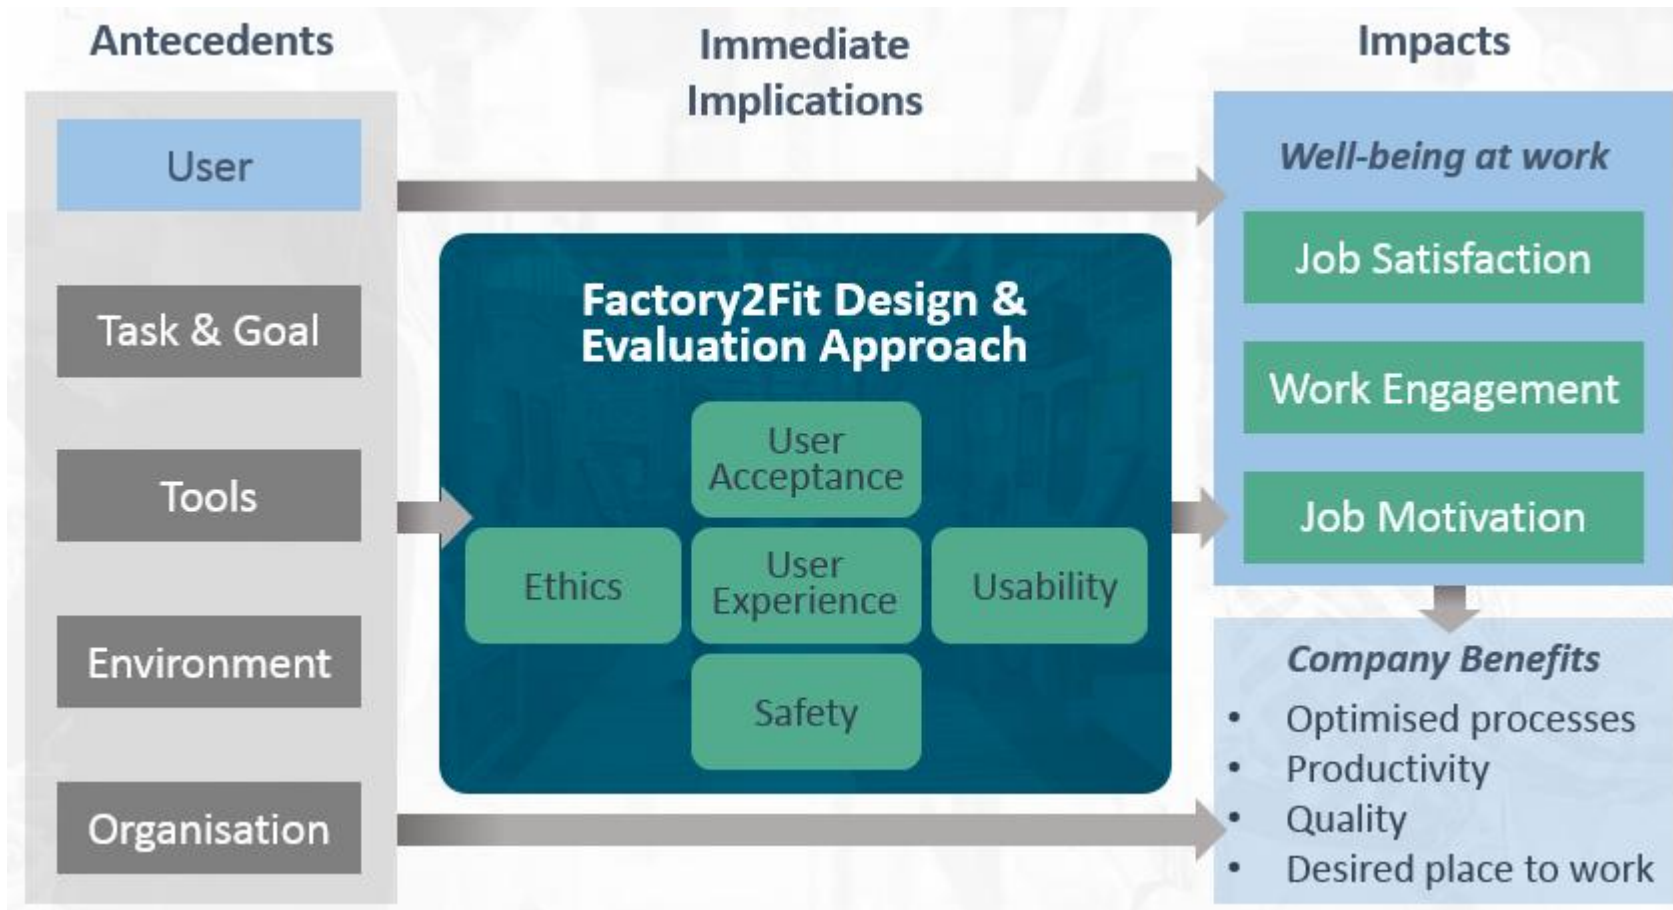 Antecedents
User
Task & Goal
Tools
Environment
Organisation
Immediate
Implications
Factory2Fit Design &
Evaluation Approach
User
Acceptance
Ethics
User
Experience
Usability
Safety
Impacts
Well-being at work
Job Satisfaction
Work Engagement
Job Motivation
Company Benefits
• Optimised processes
• Productivity
• Quality
• Desired place to work